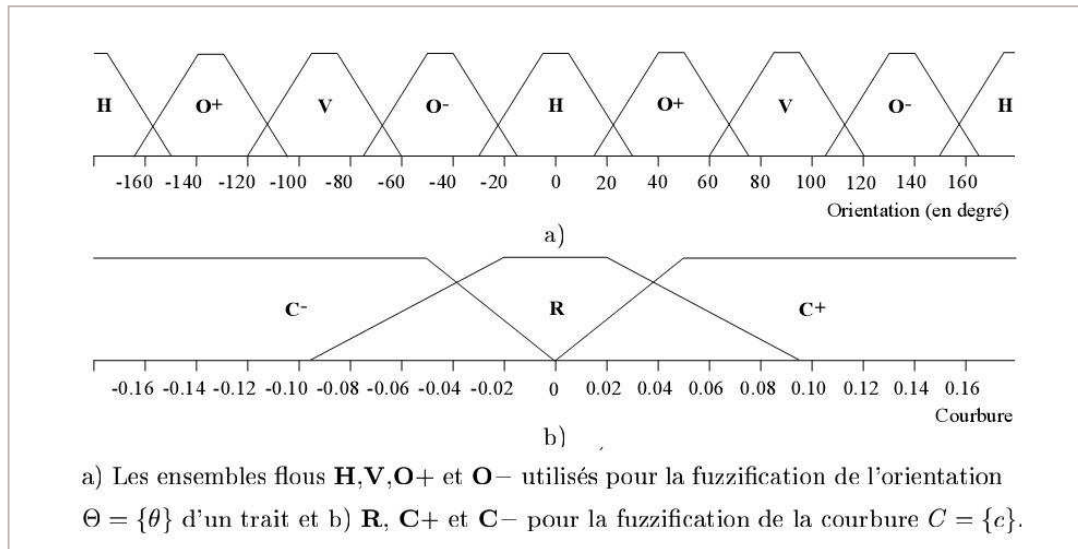 H O+ V O- H O+ V O- H
-160 -140 -120 -100 -80 -60 -40 -20 0 20 40 60 80 100 120 140 160
Orientation (en degré)
a)
C- R C+
-0.16 -0.14 -0.12 -0.10 -0.08 -0.06 -0.04 -0.02 0 0.02 0.04 0.06 0.08 0.10 0.12 0.14 0.16
Courbure
b)
a) Les ensembles flous H,V,O+ et O− utilisés pour la fuzzification de l'orientation
Θ = {θ} d'un trait et b) R, C+ et C− pour la fuzzification de la courbure C = {c}.